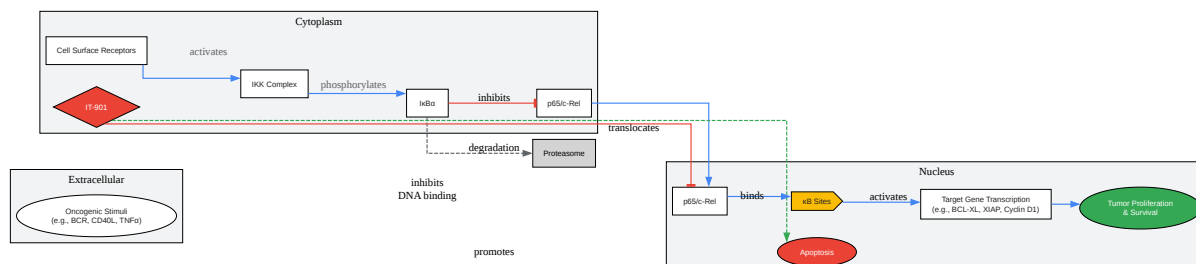 Cytoplasm
Cell Surface Receptors
activates
IKK Complex
phosphorylates
IT-901
IκBα
inhibits
p65/c-Rel
translocates
degradation
Proteasome
Extracellular
Oncogenic Stimuli
(e.g., BCR, CD40L, TNFα)
inhibits
DNA binding
promotes
Nucleus
p65/c-Rel
binds
κB Sites
activates
Target Gene Transcription
(e.g., BCL-XL, XIAP, Cyclin D1)
Tumor Proliferation
& Survival
Apoptosis